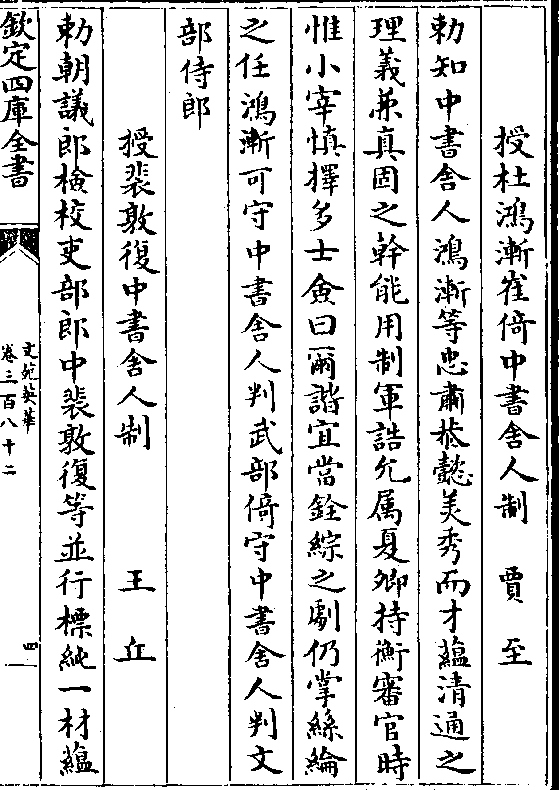 授杜鴻漸崔倚中書舍人制　賈至
勅知中書舍人鴻漸等忠肅恭懿美秀而才藴清通之
理義兼真固之幹能用制軍誥允属夏卿持衡審官時
惟小宰慎擇多士僉曰爾諧宜當銓綜之劇仍掌絲綸
之任鴻漸可守中書舍人判武部倚守中書舍人判文
部侍郎
授裴敦復中書舍人制　王丘
勅朝議郎檢校吏部郎中裴敦復等並行標純一材藴
欽定四庫全書
文苑英華
卷三百八十二
四